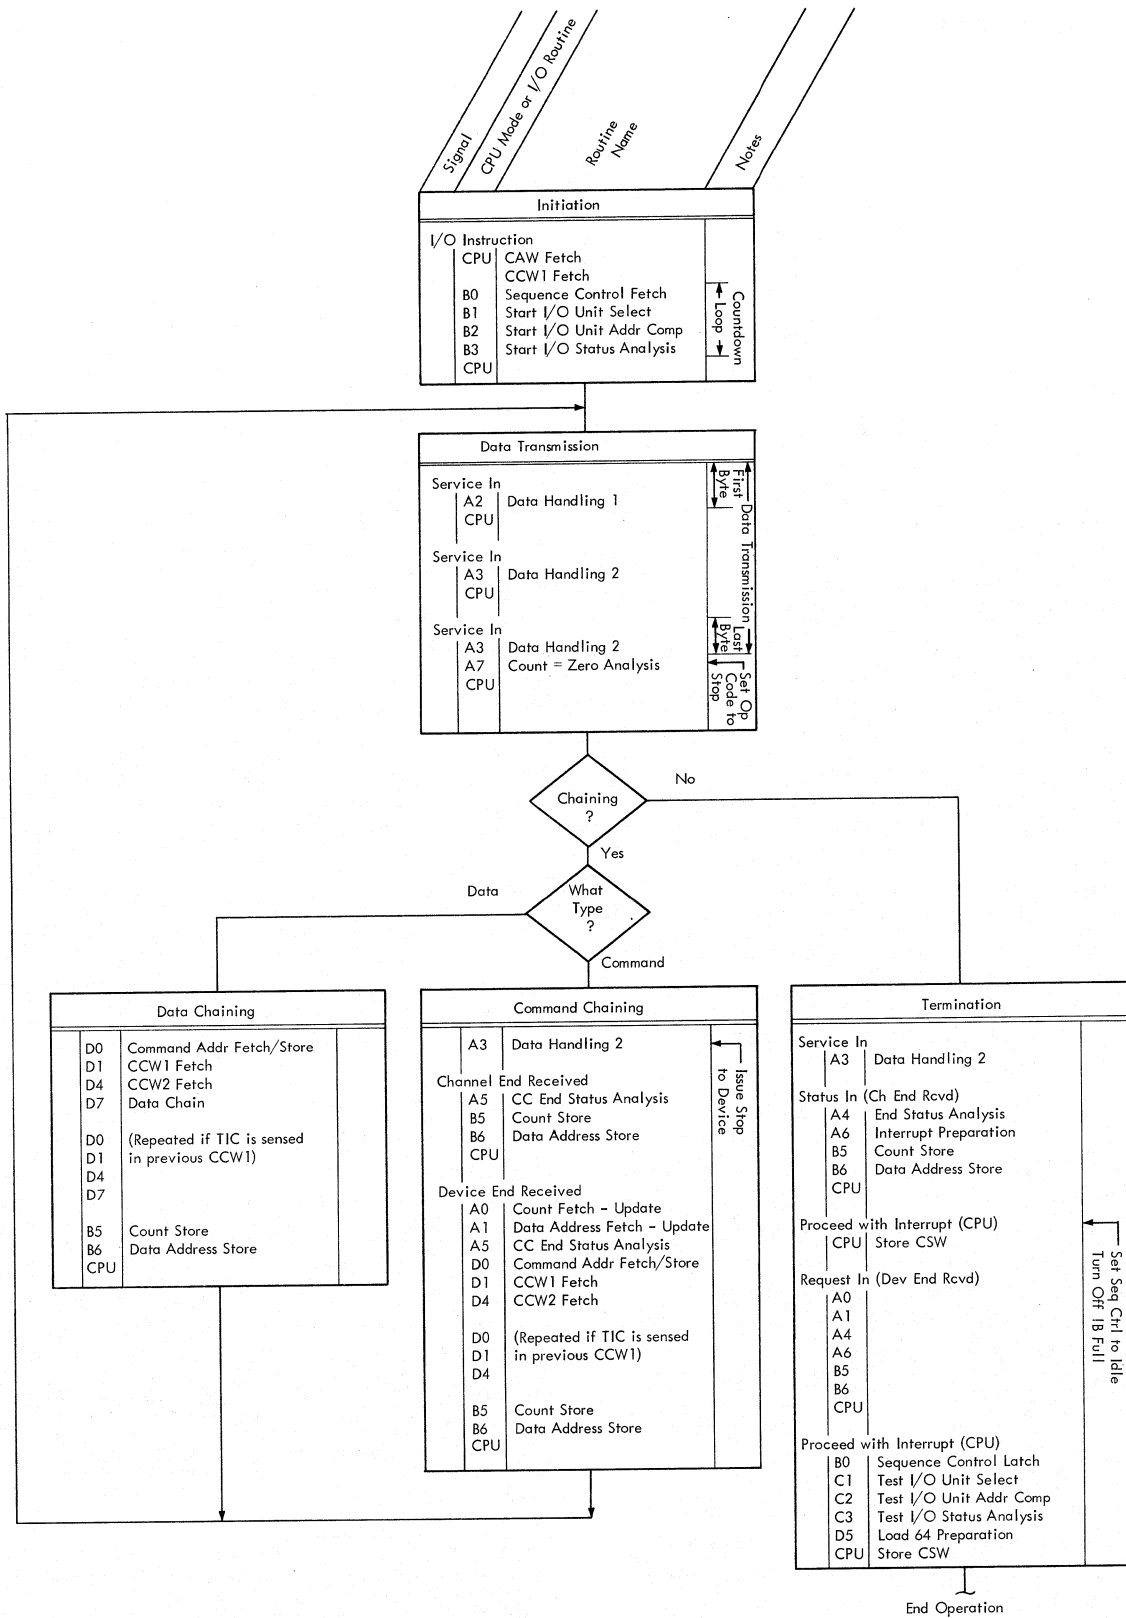 Signal
CPU Mode or I/O Routine
Routine
Name
Notes
Initiation
I/O Instruction
CPU CAW Fetch
CCW1 Fetch
B0 Sequence Control Fetch
B1 Start I/O Unit Select
B2 Start I/O Unit Addr Comp
B3 Start I/O Status Analysis
CPU
Countdown
Loop
Data Transmission
Service In
A2 Data Handling 1
CPU
Service In
A3 Data Handling 2
CPU
Service In
A3 Data Handling 2
A7 Count = Zero Analysis
CPU
First
Byte
Data Transmission
Last
Byte
Set Op
Code to
Stop
Chaining
?
No
Yes
What
Type
?
Data
Command
Data Chaining
D0 Command Addr Fetch/Store
D1 CCW1 Fetch
D4 CCW2 Fetch
D7 Data Chain
D0 (Repeated if TIC is sensed
D1 in previous CCW1)
D4
D7
B5 Count Store
B6 Data Address Store
CPU
Command Chaining
A3 Data Handling 2
Channel End Received
A5 CC End Status Analysis
B5 Count Store
B6 Data Address Store
CPU
Device End Received
A0 Count Fetch - Update
A1 Data Address Fetch - Update
A5 CC End Status Analysis
D0 Command Addr Fetch/Store
D1 CCW1 Fetch
D4 CCW2 Fetch
D0 (Repeated if TIC is sensed
D1 in previous CCW1)
D4
B5 Count Store
B6 Data Address Store
CPU
Issue Stop
to Device
Termination
Service In
A3 Data Handling 2
Status In (Ch End Rcvd)
A4 End Status Analysis
A6 Interrupt Preparation
B5 Count Store
B6 Data Address Store
CPU
Proceed with Interrupt (CPU)
CPU Store CSW
Request In (Dev End Rcvd)
A0
A1
A4
A6
B5
B6
CPU
Proceed with Interrupt (CPU)
B0 Sequence Control Latch
C1 Test I/O Unit Select
C2 Test I/O Unit Addr Comp
C3 Test I/O Status Analysis
D5 Load 64 Preparation
CPU Store CSW
Set Seq Ctrl to Idle
Turn Off IB Full
End Operation